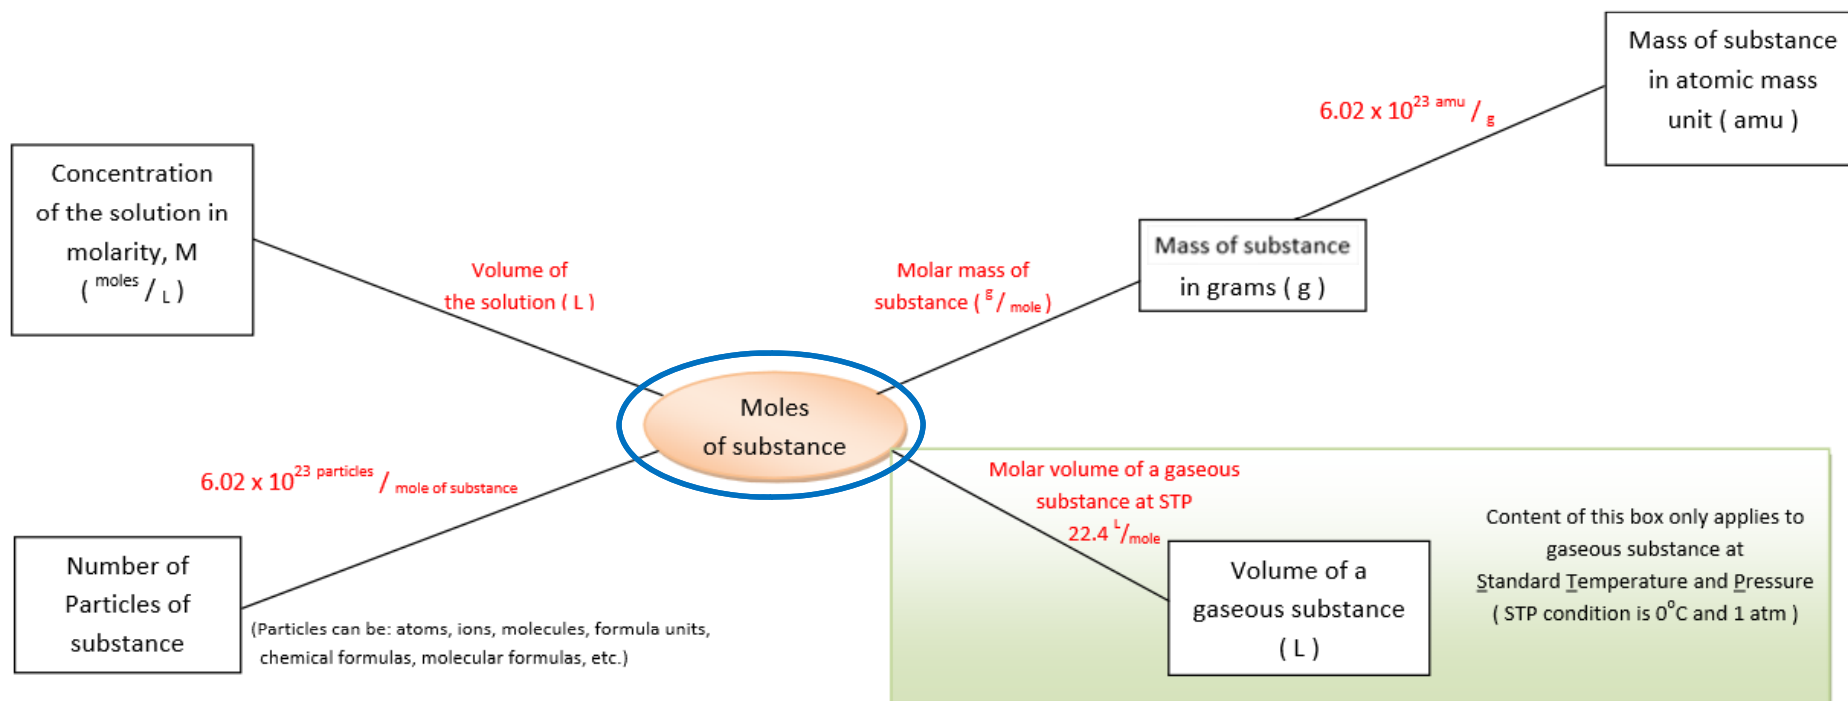 Concentration
of the solution in
molarity, M
( moles / L )
Volume of
the solution ( L )
Molar mass of
substance ( g/ mole )
Mass of substance
in grams ( g )
6.02 x 10^23 amu / g
Mass of substance
in atomic mass
unit ( amu )
Moles
of substance
6.02 x 10^23 particles / mole of substance
Number of
Particles of
substance
(Particles can be: atoms, ions, molecules, formula units,
chemical formulas, molecular formulas, etc.)
Molar volume of a gaseous
substance at STP
22.4 L/mole
Volume of a
gaseous substance
( L )
Content of this box only applies to
gaseous substance at
Standard Temperature and Pressure
( STP condition is 0°C and 1 atm )